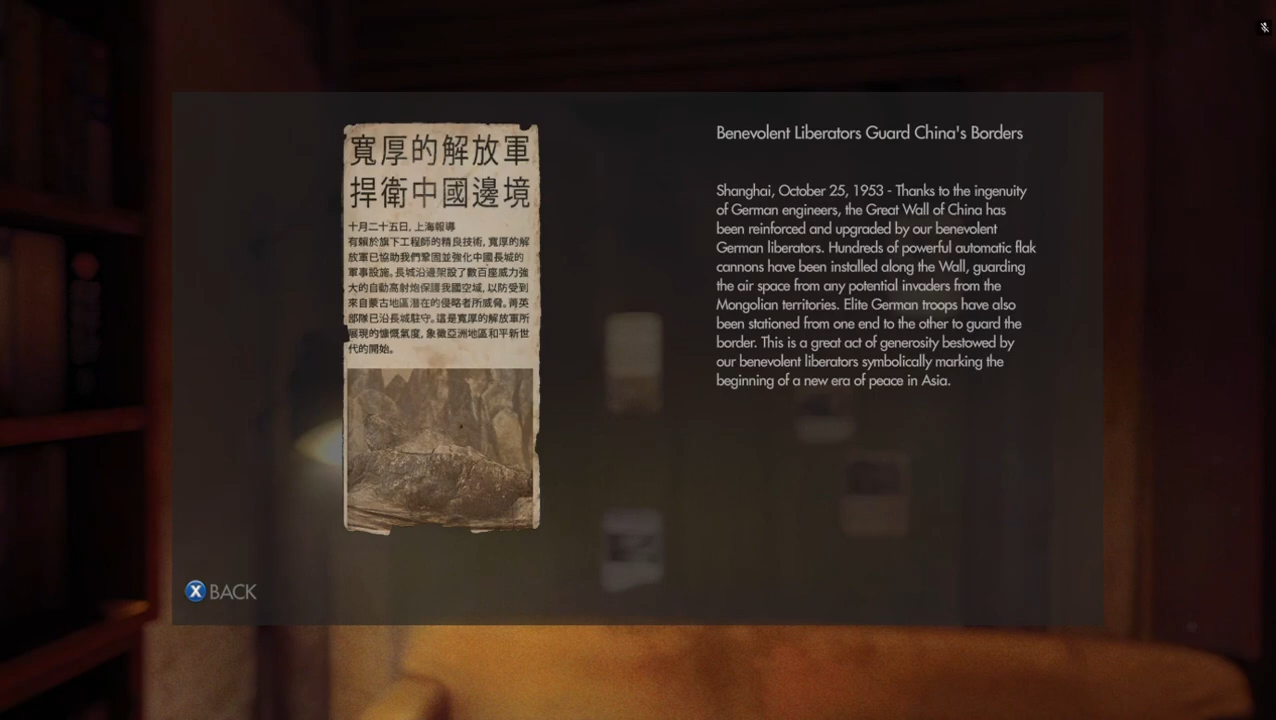 寬厚的解放軍
捍衛中國邊境
十月二十五日, 上海報導
有賴於旗下工程師的精良技術, 寬厚的解
放軍已協助我們鞏固並強化中國長城的
軍事設施。長城沿邊架設了數百座威力強
大的自動高射炮保護我國空域, 以防受到
來自蒙古地區潛在的侵略者所威脅。菁英
部隊已沿長城駐守。這是寬厚的解放軍所
展現的慷慨氣度, 象徵亞洲地區和平新世
代的開始。
Benevolent Liberators Guard China's Borders
Shanghai, October 25, 1953 - Thanks to the ingenuity
of German engineers, the Great Wall of China has
been reinforced and upgraded by our benevolent
German liberators. Hundreds of powerful automatic flak
cannons have been installed along the Wall, guarding
the air space from any potential invaders from the
Mongolian territories. Elite German troops have also
been stationed from one end to the other to guard the
border. This is a great act of generosity bestowed by
our benevolent liberators symbolically marking the
beginning of a new era of peace in Asia.
X BACK